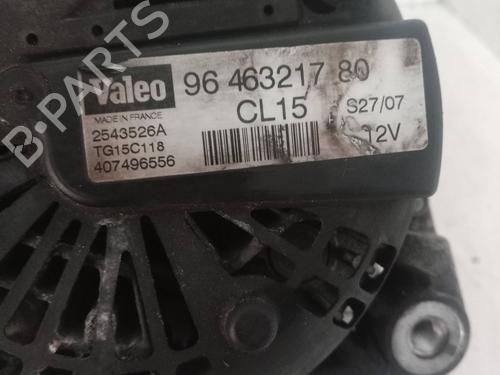 B-PARTS
Valeo
96 463217 80
MADE IN FRANCE
CL15
S27/07
2543526A
TG15C118
12V
407496556